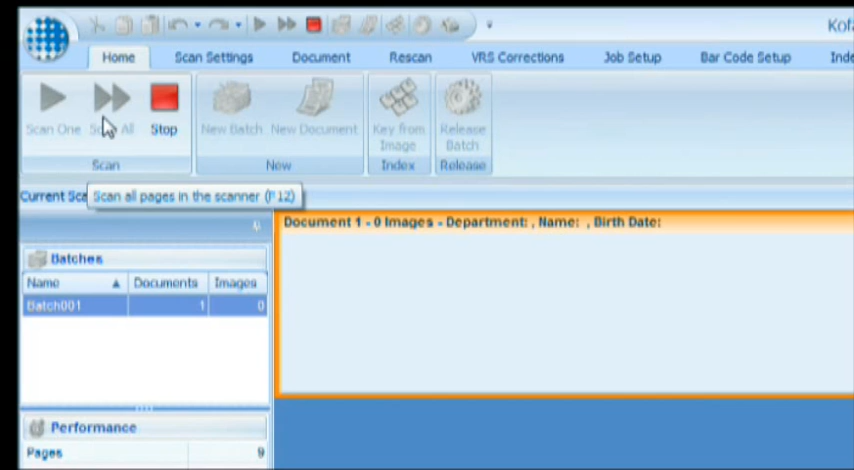 Kofa
Home Scan Settings Document Rescan VRS Corrections Job Setup Bar Code Setup Inde
Scan One Scan All Stop New Batch New Document Key from Image Release Batch
Scan New Index Release
Current Sca Scan all pages in the scanner (F12)
Document 1 - 0 Images - Department: , Name: , Birth Date:
Batches
Name Documents Images
Batch001 1 0
Performance
Pages 9